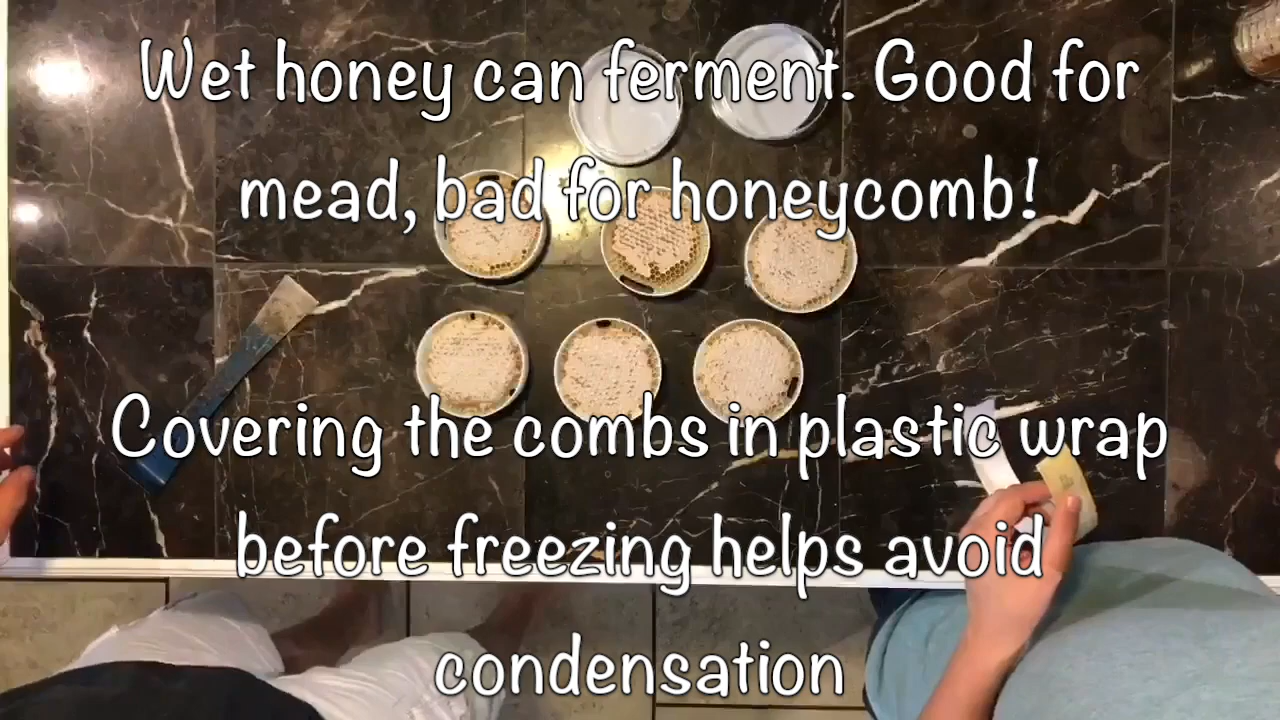 Wet honey can ferment. Good for
mead, bad for honeycomb!
Covering the combs in plastic wrap
before freezing helps avoid
condensation